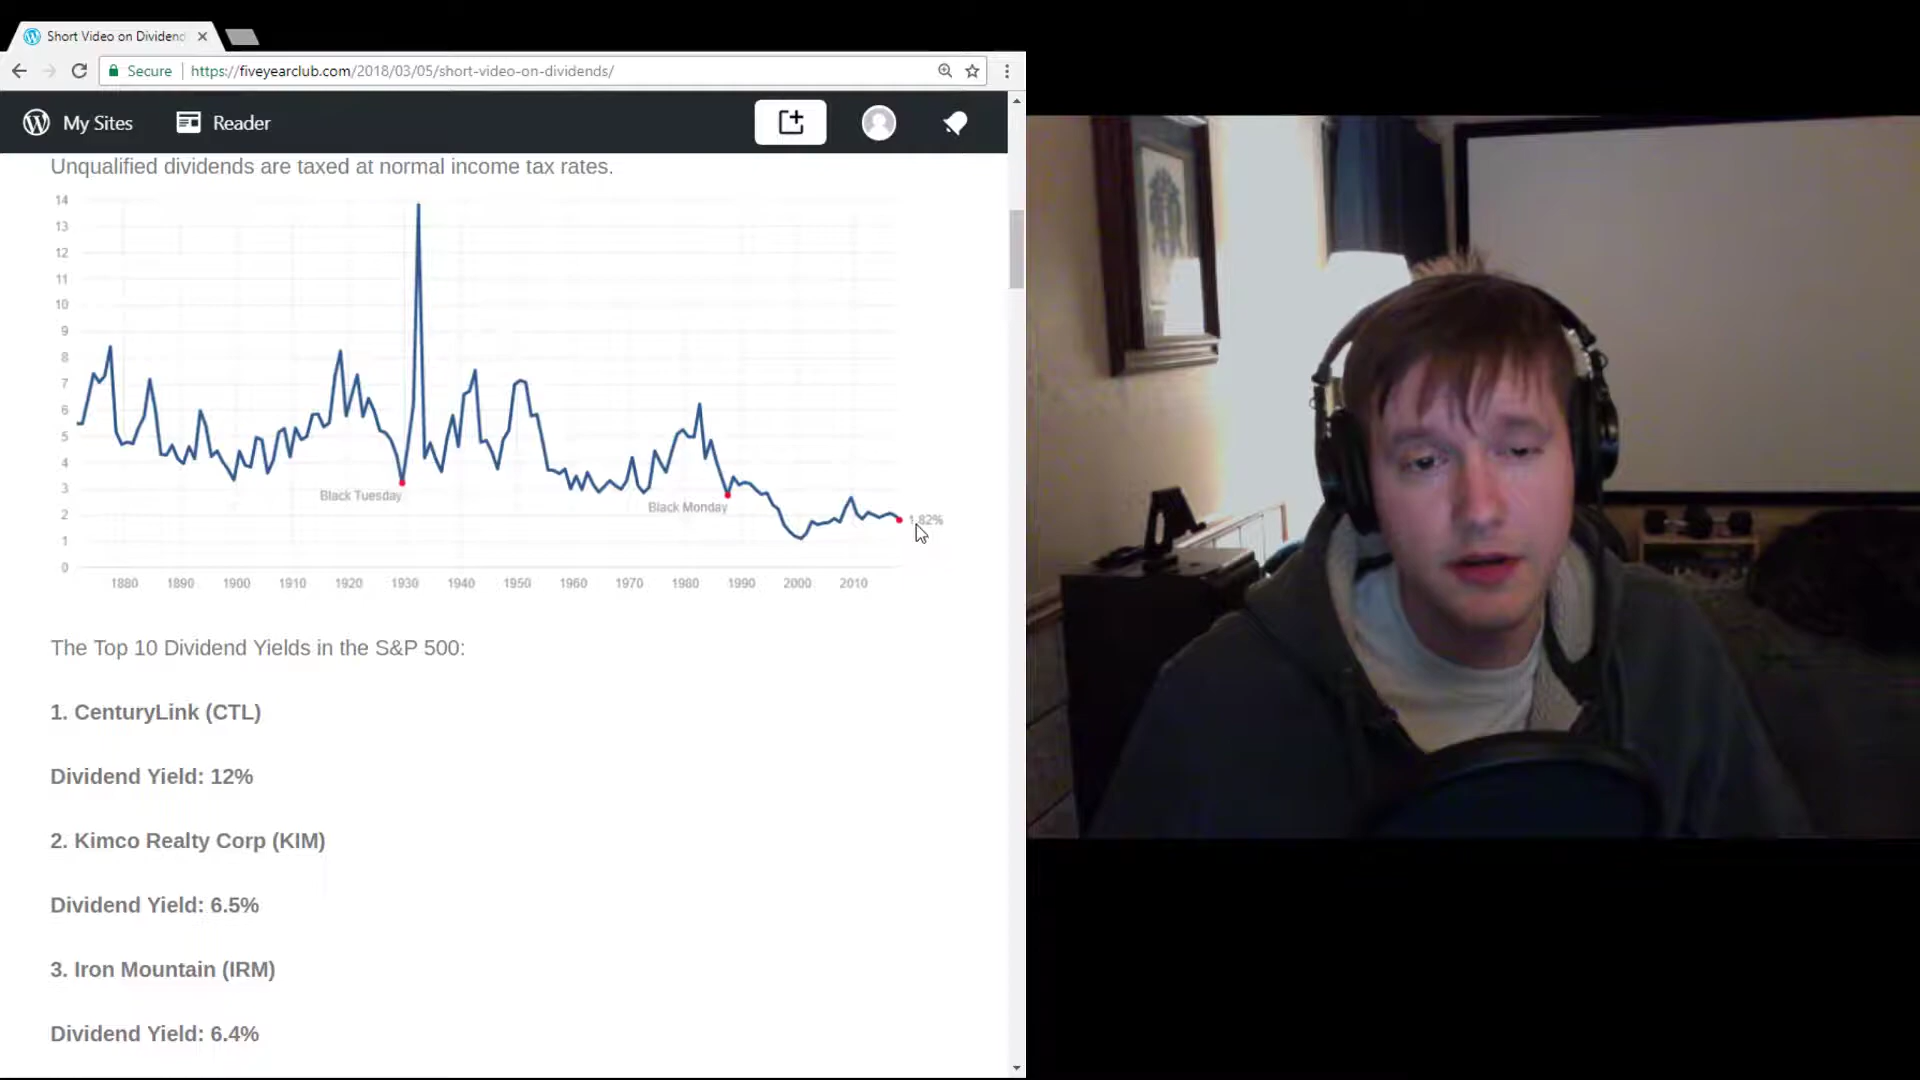 Short Video on Dividend
Secure
https://fiveyearclub.com/2018/03/05/short-video-on-dividends/
My Sites
Reader
Unqualified dividends are taxed at normal income tax rates.
14
13
12
11
10
9
8
7
6
5
4
3
2
1
0
Black Tuesday
Black Monday
1.82%
1880 1890 1900 1910 1920 1930 1940 1950 1960 1970 1980 1990 2000 2010
The Top 10 Dividend Yields in the S&P 500:
1. CenturyLink (CTL)
Dividend Yield: 12%
2. Kimco Realty Corp (KIM)
Dividend Yield: 6.5%
3. Iron Mountain (IRM)
Dividend Yield: 6.4%